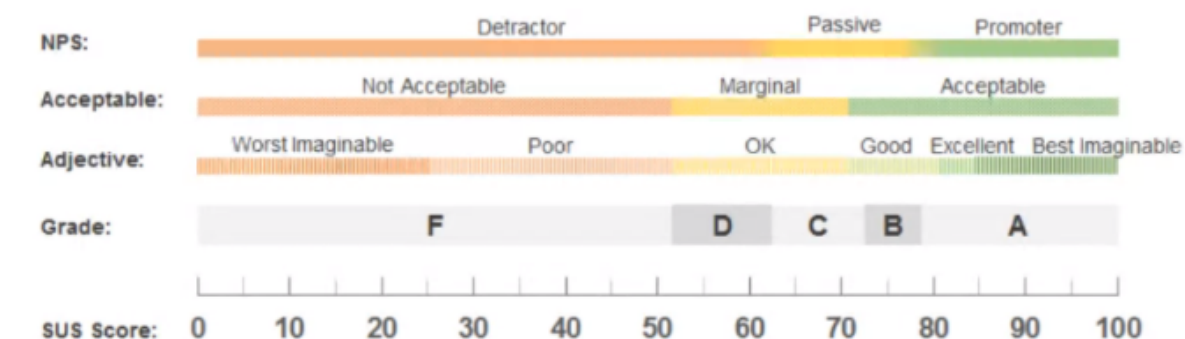 NPS: Detractor Passive Promoter
Acceptable: Not Acceptable Marginal Acceptable
Adjective: Worst Imaginable Poor OK Good Excellent Best Imaginable
Grade: F D C B A
SUS Score: 0 10 20 30 40 50 60 70 80 90 100